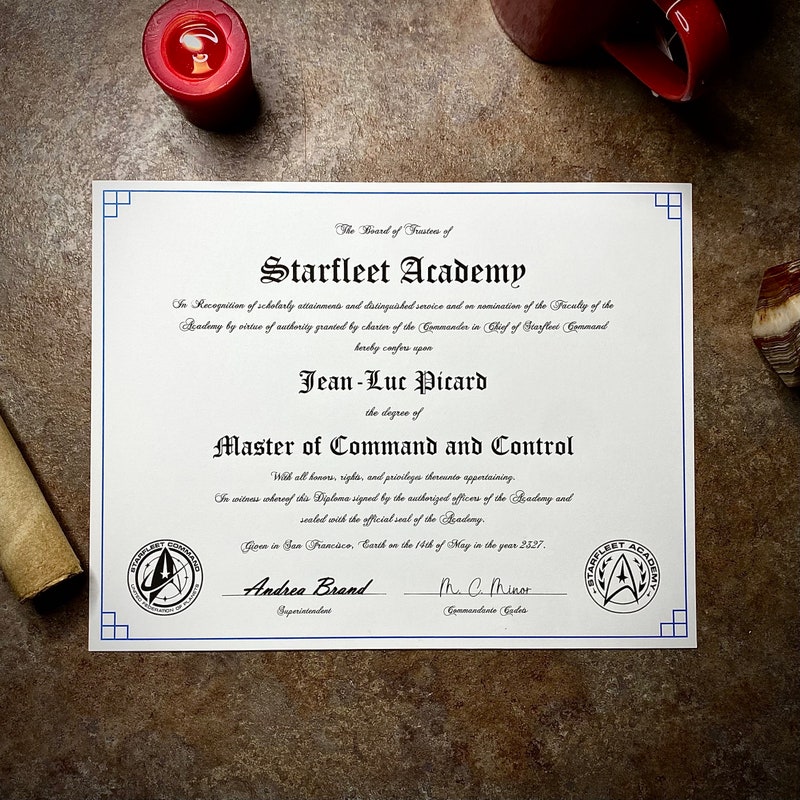 The Board of Trustees of
Starfleet Academy
In Recognition of scholarly attainments and distinguished service and on nomination of the Faculty of the
Academy by virtue of authority granted by charter of the Commander in Chief of Starfleet Command
hereby confers upon
Jean-Luc Picard
the degree of
Master of Command and Control
With all honors, rights, and privileges thereunto appertaining.
In witness whereof this Diploma signed by the authorized officers of the Academy and
sealed with the official seal of the Academy.
Given in San Francisco, Earth on the 14th of May in the year 2327.
STARFLEET COMMAND
UNITED FEDERATION OF PLANETS
Andrea Brand
Superintendent
M. C. Minor
Commandante Cadets
STARFLEET ACADEMY